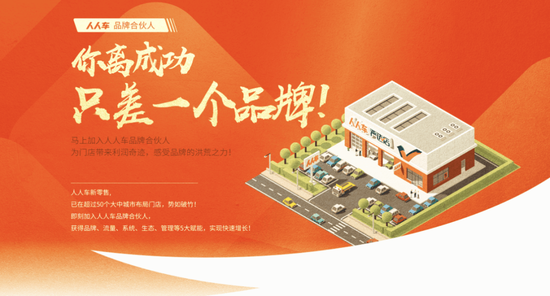 人人车 品牌合伙人
你离成功
只差一个品牌!
马上加入人人车品牌合伙人
为门店带来利润奇迹,感受品牌的洪荒之力!
人人车
人人车
人人车新零售,
已在超过50个大中城市布局门店,势如破竹!
即刻加入人人车品牌合伙人,
获得品牌、流量、系统、生态、管理等5大赋能,实现快速增长!